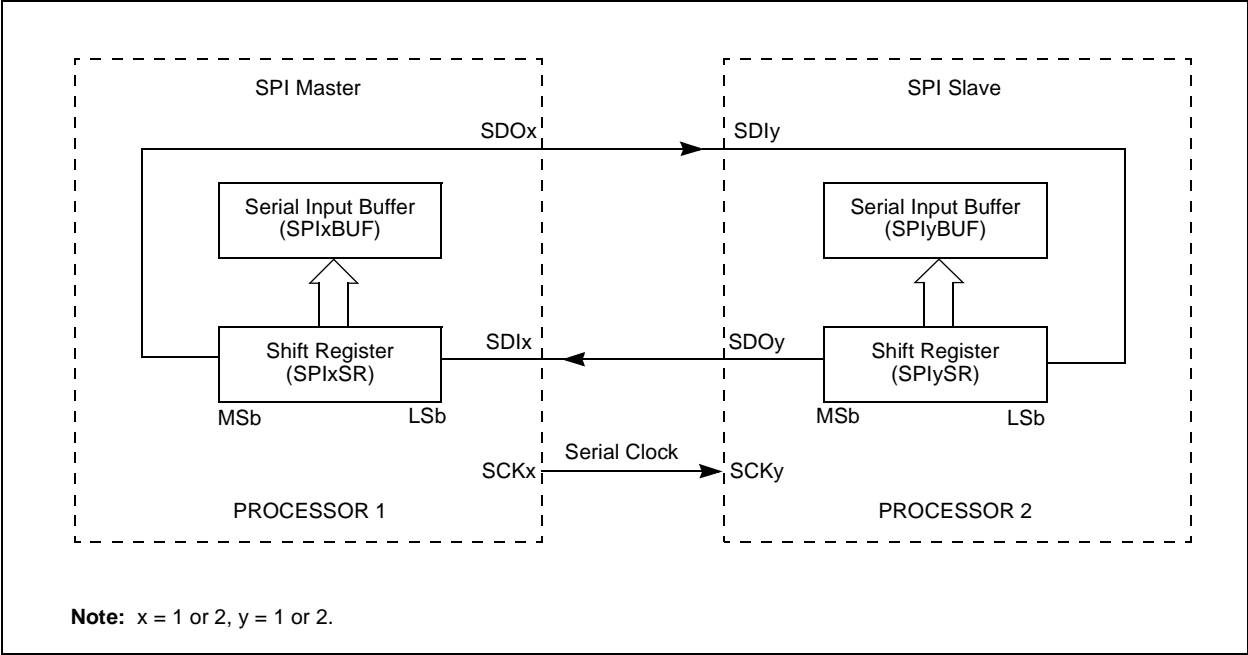 SPI Master
SPI Slave
SDOx
SDIy
Serial Input Buffer
(SPIxBUF)
Serial Input Buffer
(SPIyBUF)
SDIx
SDOy
Shift Register
(SPIxSR)
Shift Register
(SPIySR)
MSb
LSb
MSb
LSb
Serial Clock
SCKx
SCKy
PROCESSOR 1
PROCESSOR 2
Note: x = 1 or 2, y = 1 or 2.